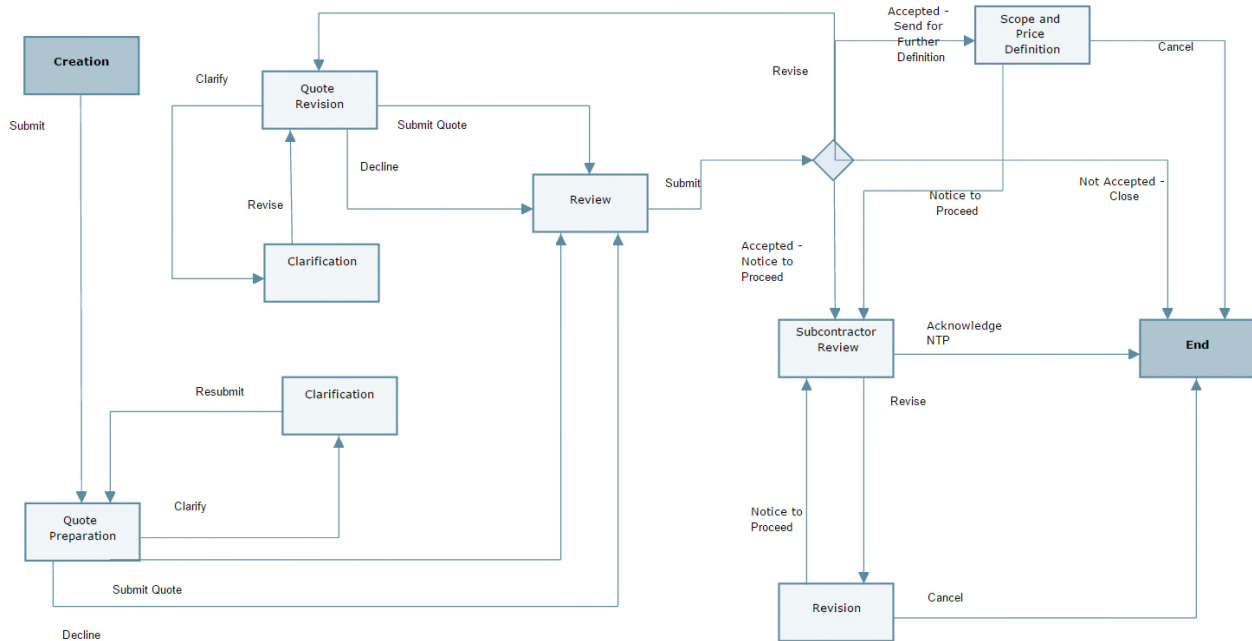 Accepted -
Send for
Further
Definition
Scope and
Price
Definition
Cancel
Creation
Clarify
Quote
Revision
Revise
Submit
Submit Quote
Decline
Submit
Not Accepted -
Close
Review
Revise
Notice to
Proceed
Clarification
Accepted -
Notice to
Proceed
Subcontractor
Review
Acknowledge
NTP
End
Resubmit
Clarification
Revise
Quote
Preparation
Clarify
Notice to
Proceed
Submit Quote
Revision
Cancel
Decline